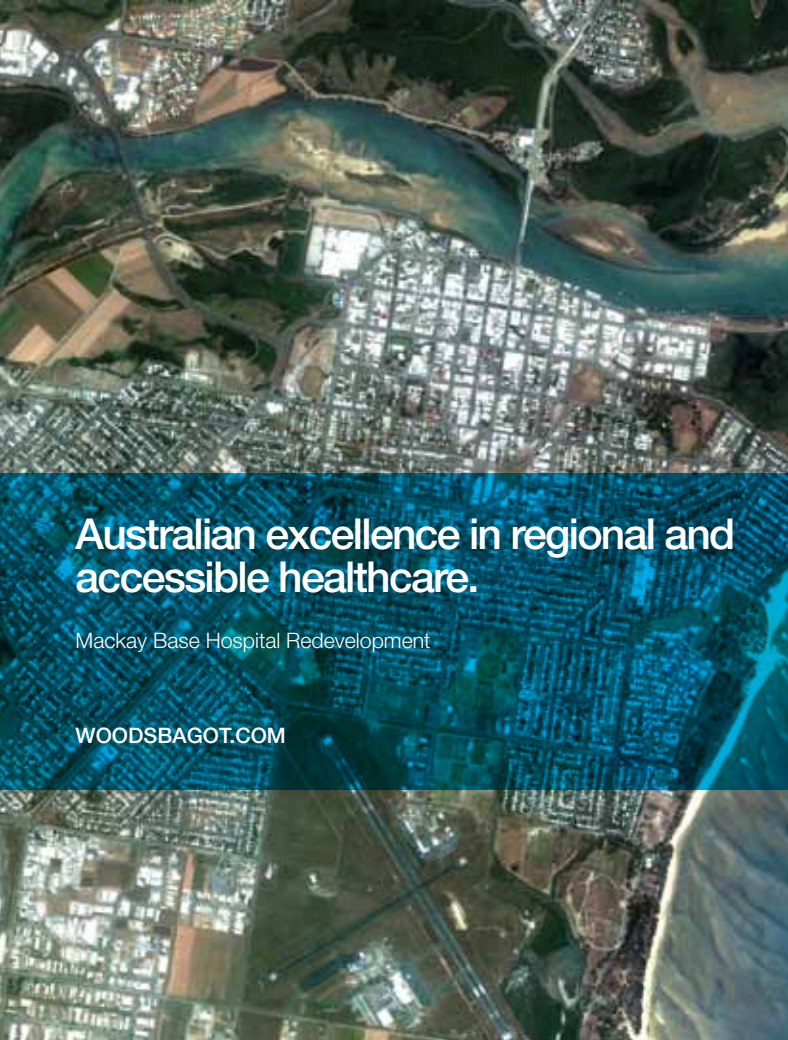 Australian excellence in regional and
accessible healthcare.
Mackay Base Hospital Redevelopment
WOODSBAGOT.COM